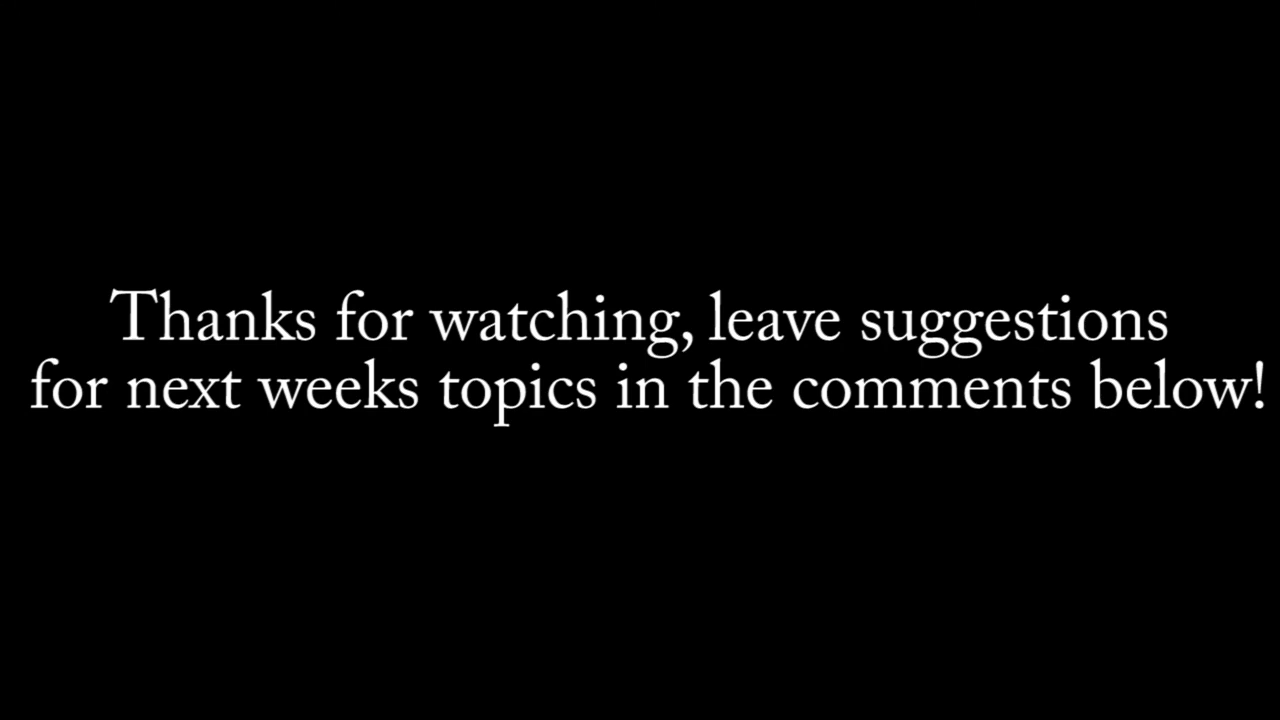 Thanks for watching, leave suggestions
for next weeks topics in the comments below!